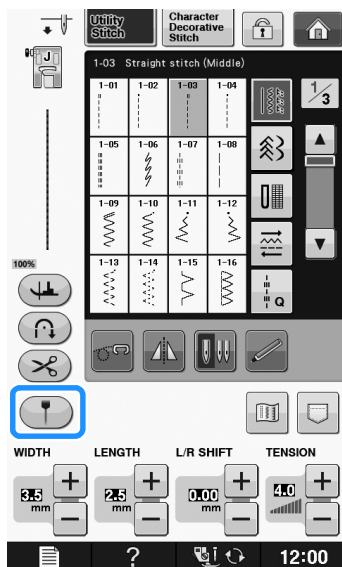 Utility
Stitch
Character
Decorative
Stitch
J
1-03 Straight stitch (Middle)
1-01 1-02 1-03 1-04
1/3
1-05 1-06 1-07 1-08
1-09 1-10 1-11 1-12
1-13 1-14 1-15 1-16
Q
100%
WIDTH LENGTH L/R SHIFT TENSION
3.5 mm 2.5 mm 0.00 mm 4.0
? 12:00